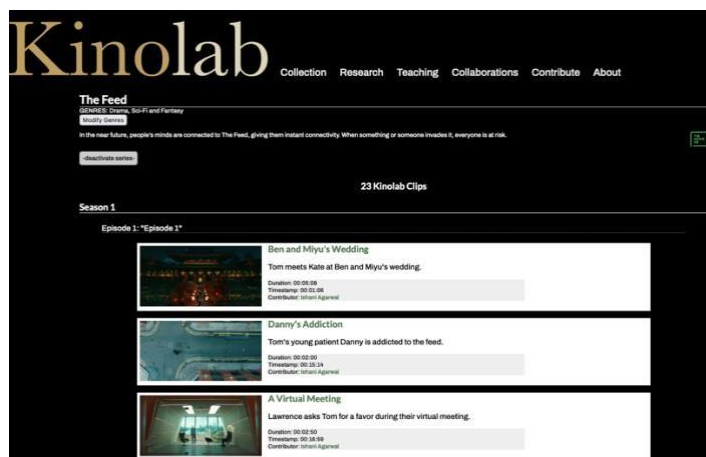 Kinolab
Collection Research Teaching Collaborations Contribute About
The Feed
GENRES: Drama, Sci-Fi and Fantasy
Modify Genres
In the near future, people's minds are connected to The Feed, giving them instant connectivity. When something or someone invades it, everyone is at risk.
-deactivate series-
23 Kinolab Clips
Season 1
Episode 1: "Episode 1"
Ben and Miyu's Wedding
Tom meets Kate at Ben and Miyu's wedding.
Duration: 00:05:08
Timestamp: 00:01:06
Contributor: Ishani Agarwal
Danny's Addiction
Tom's young patient Danny is addicted to the feed.
Duration: 00:02:00
Timestamp: 00:15:14
Contributor: Ishani Agarwal
A Virtual Meeting
Lawrence asks Tom for a favor during their virtual meeting.
Duration: 00:02:50
Timestamp: 00:16:59
Contributor: Ishani Agarwal